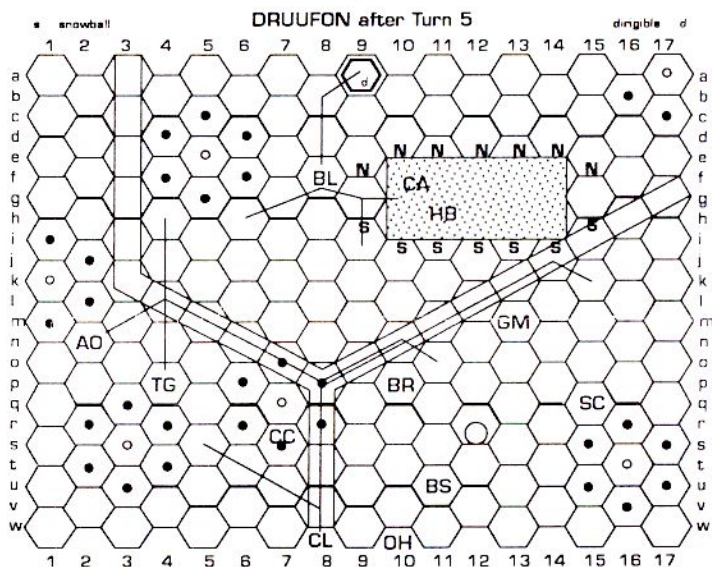 DRUUFON after Turn 5
s snowball
dingible d
1 2 3 4 5 6 7 8 9 10 11 12 13 14 15 16 17
a a
b d b
c c
d d
e N N N N N N e
f BL CA N f
g g
h HB S S h
i S S S S S i
j j
k k
l l
m GM m
n AO n
o o
p TG BR p
q SC q
r r
s CC s
t t
u BS u
v v
w CL OH w
1 2 3 4 5 6 7 8 9 10 11 12 13 14 15 16 17